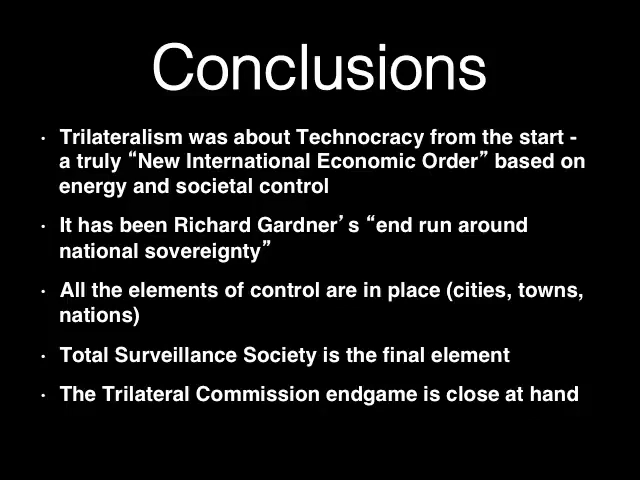 Conclusions
• Trilateralism was about Technocracy from the start -
a truly “New International Economic Order” based on
energy and societal control
• It has been Richard Gardner’s “end run around
national sovereignty”
• All the elements of control are in place (cities, towns,
nations)
• Total Surveillance Society is the final element
• The Trilateral Commission endgame is close at hand